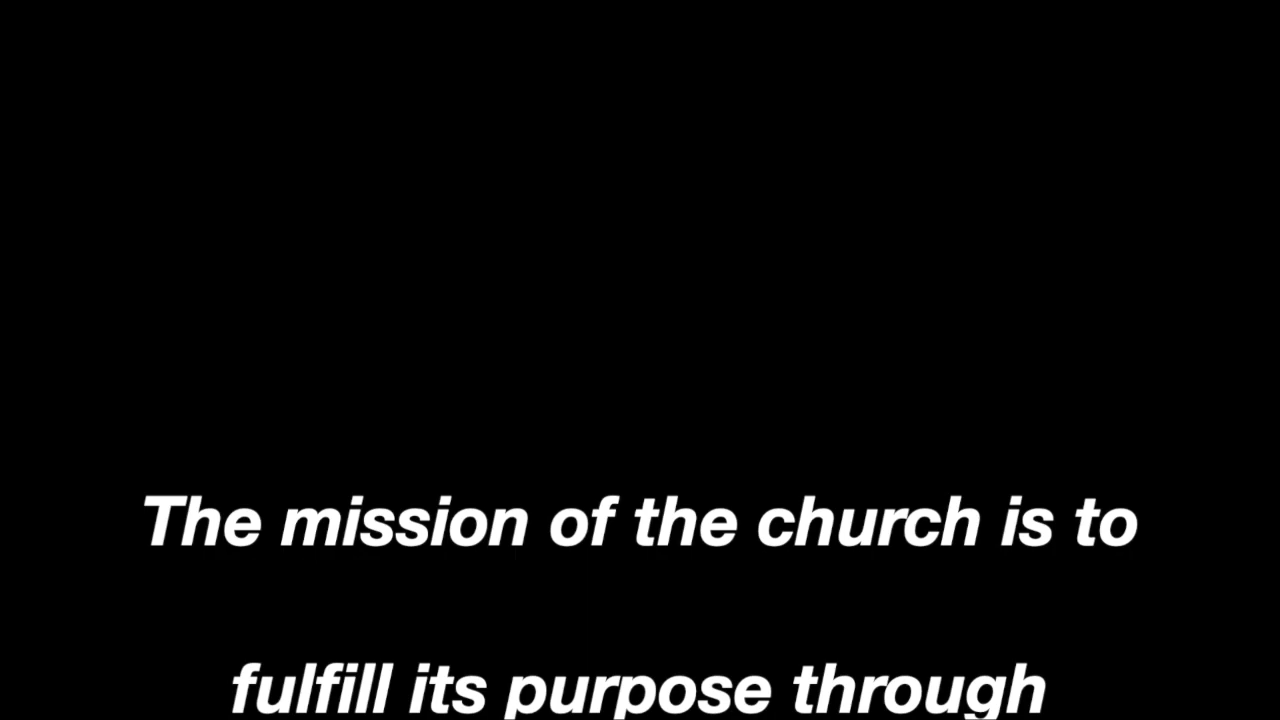 The mission of the church is to
fulfill its purpose through